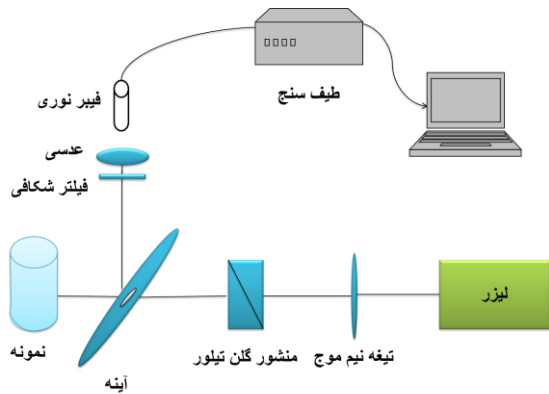 فیبر نوری
طیف سنج
عدسی
فیلتر شکافی
لیزر
تیغه نیم موج
منشور گلن تیلور
آینه
نمونه